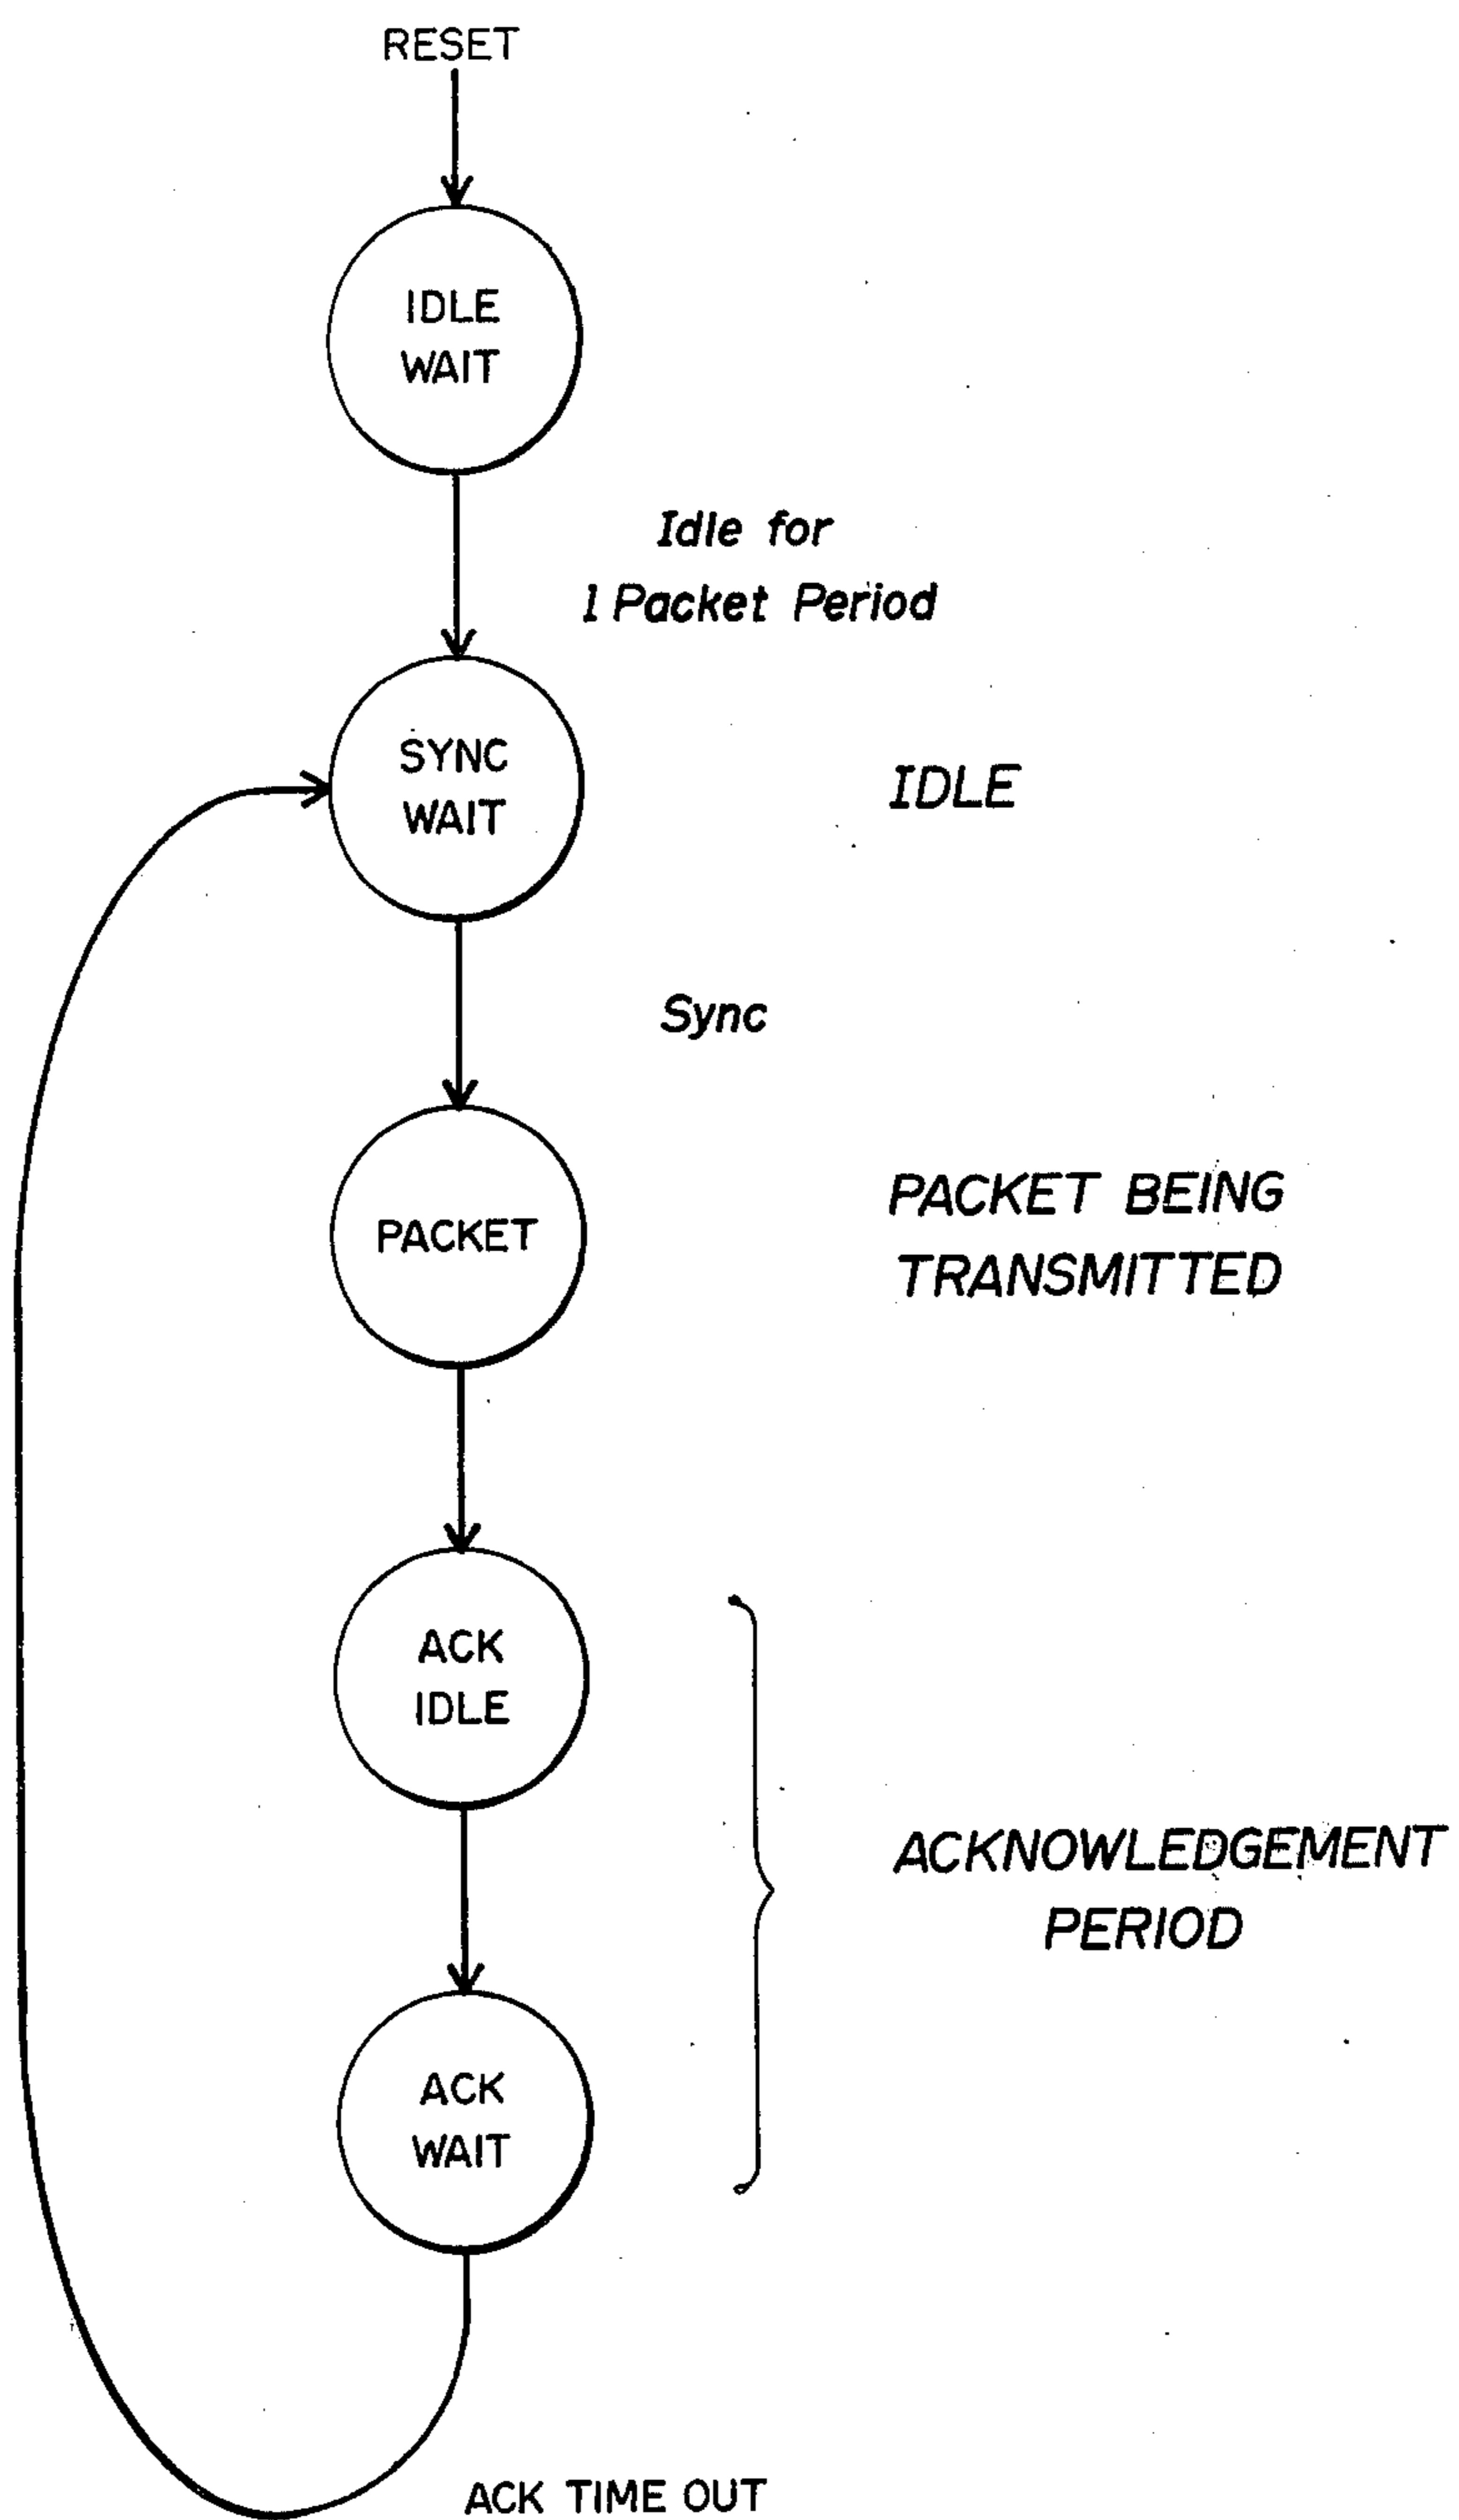 RESET
IDLE
WAIT
Idle for
1 Packet Period
SYNC
WAIT
IDLE
Sync
PACKET
PACKET BEING
TRANSMITTED
ACK
IDLE
ACKNOWLEDGEMENT
PERIOD
ACK
WAIT
ACK TIME OUT